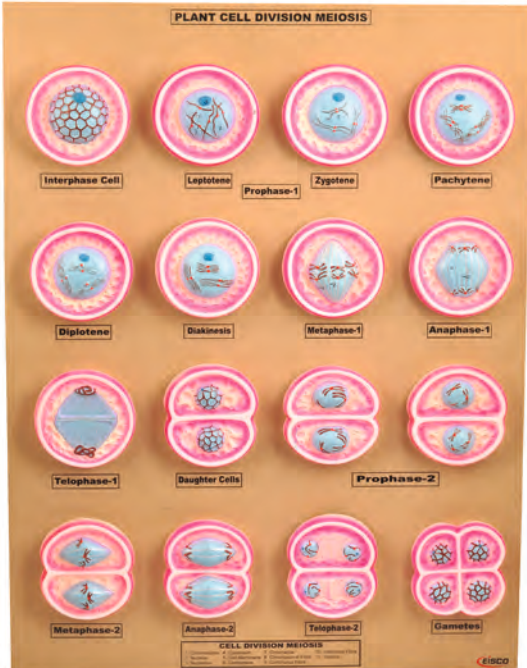 PLANT CELL DIVISION MEIOSIS
Interphase Cell
Leptotene
Zygotene
Pachytene
Prophase-1
Diplotene
Diakinesis
Metaphase-1
Anaphase-1
Telophase-1
Daughter Cells
Prophase-2
Metaphase-2
Anaphase-2
Telophase-2
Gametes
CELL DIVISION MEIOSIS
EISCO